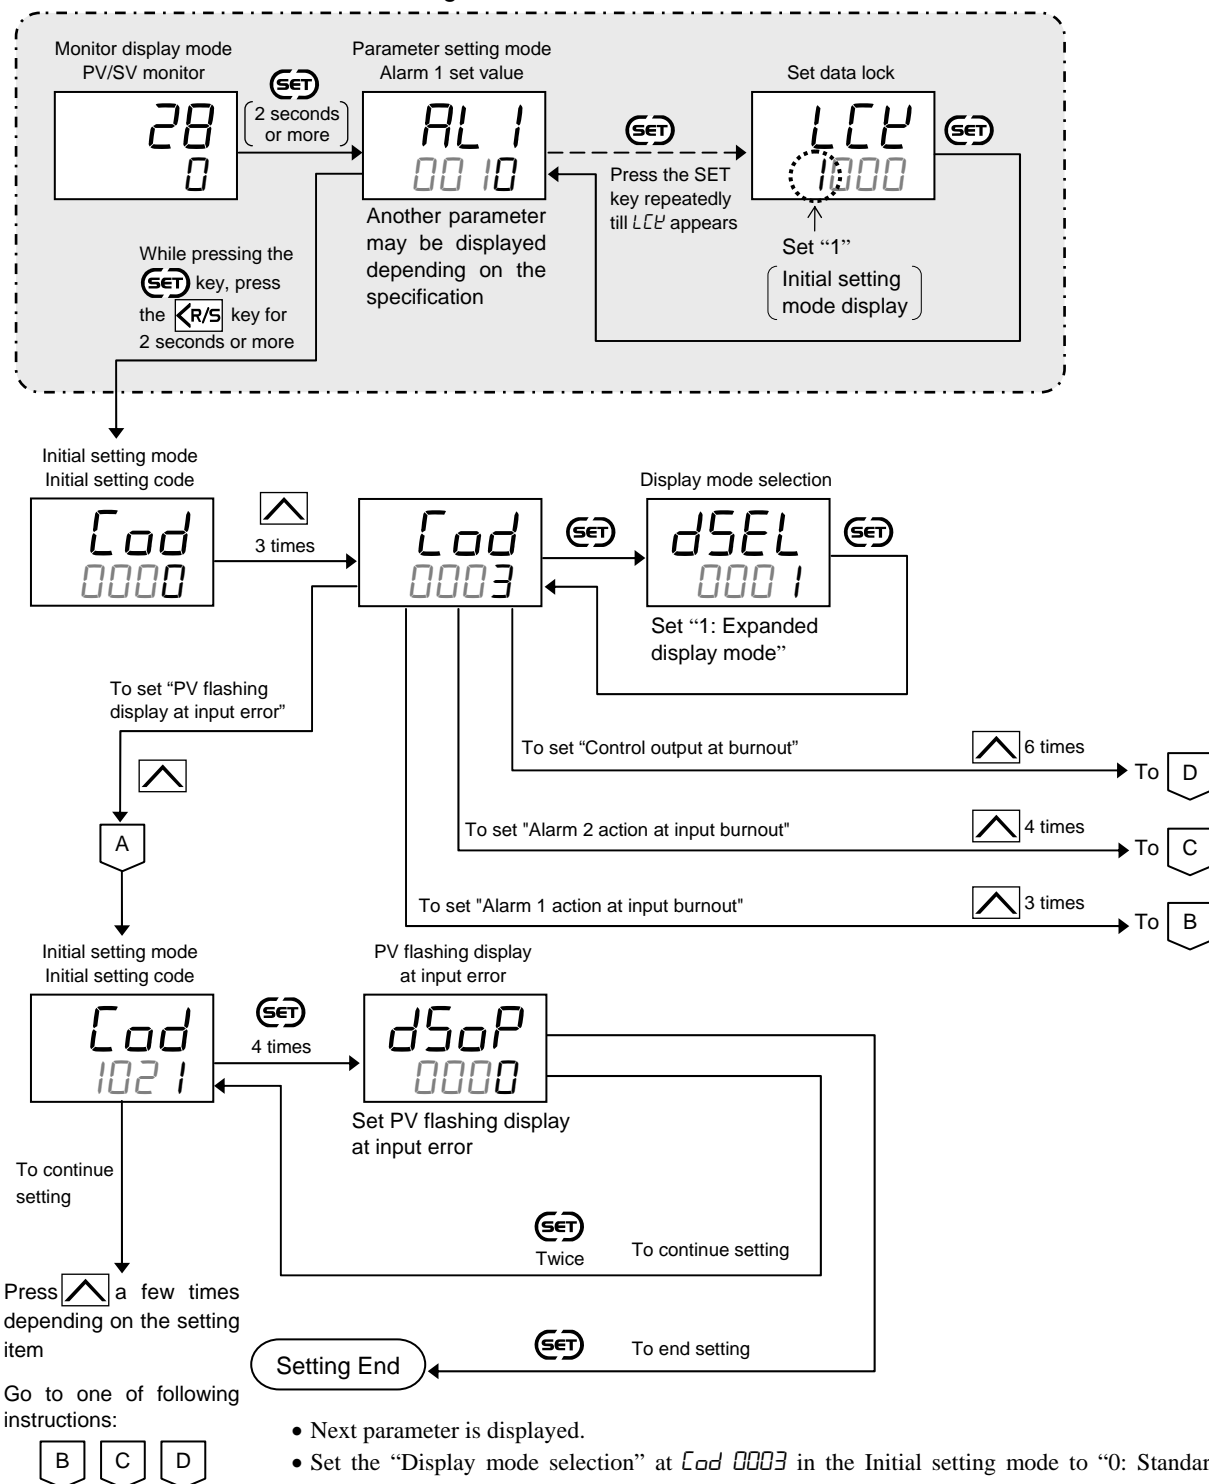 Monitor display mode
PV/SV monitor
28
0
SET
2 seconds
or more
Parameter setting mode
Alarm 1 set value
AL1
0010
Another parameter
may be displayed
depending on the
specification
SET
Press the SET
key repeatedly
till LCK appears
Set data lock
LCK
1000
SET
Set “1”
Initial setting
mode display
While pressing the
SET key, press
the <R/S key for
2 seconds or more
Initial setting mode
Initial setting code
Cod
0000
3 times
Cod
0003
SET
Display mode selection
dSEL
0001
SET
Set “1: Expanded
display mode”
To set “PV flashing
display at input error”
To set “Control output at burnout”
6 times
To D
To set "Alarm 2 action at input burnout"
4 times
To C
To set "Alarm 1 action at input burnout"
3 times
To B
A
Initial setting mode
Initial setting code
Cod
1021
SET
4 times
PV flashing display
at input error
dSoP
0000
Set PV flashing display
at input error
To continue
setting
SET
Twice
To continue setting
SET
To end setting
Setting End
Press a few times
depending on the setting
item
Go to one of following
instructions:
B C D
• Next parameter is displayed.
• Set the “Display mode selection” at Cod 0003 in the Initial setting mode to “0: Standar